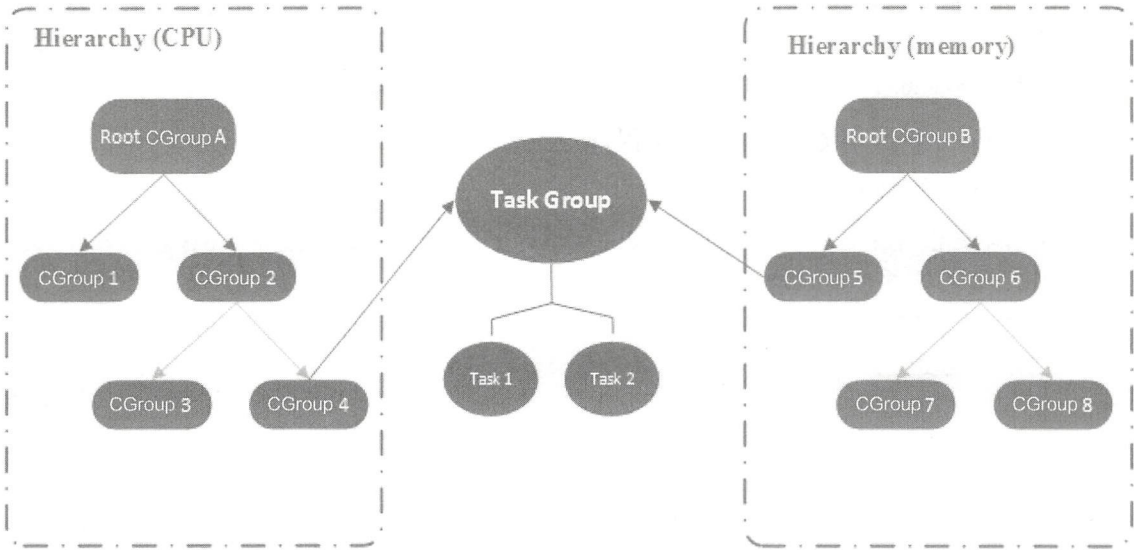 Hierarchy (CPU)
Hierarchy (memory)
Root CGroup A
Root CGroup B
Task Group
CGroup 1
CGroup 2
CGroup 5
CGroup 6
Task 1
Task 2
CGroup 3
CGroup 4
CGroup 7
CGroup 8